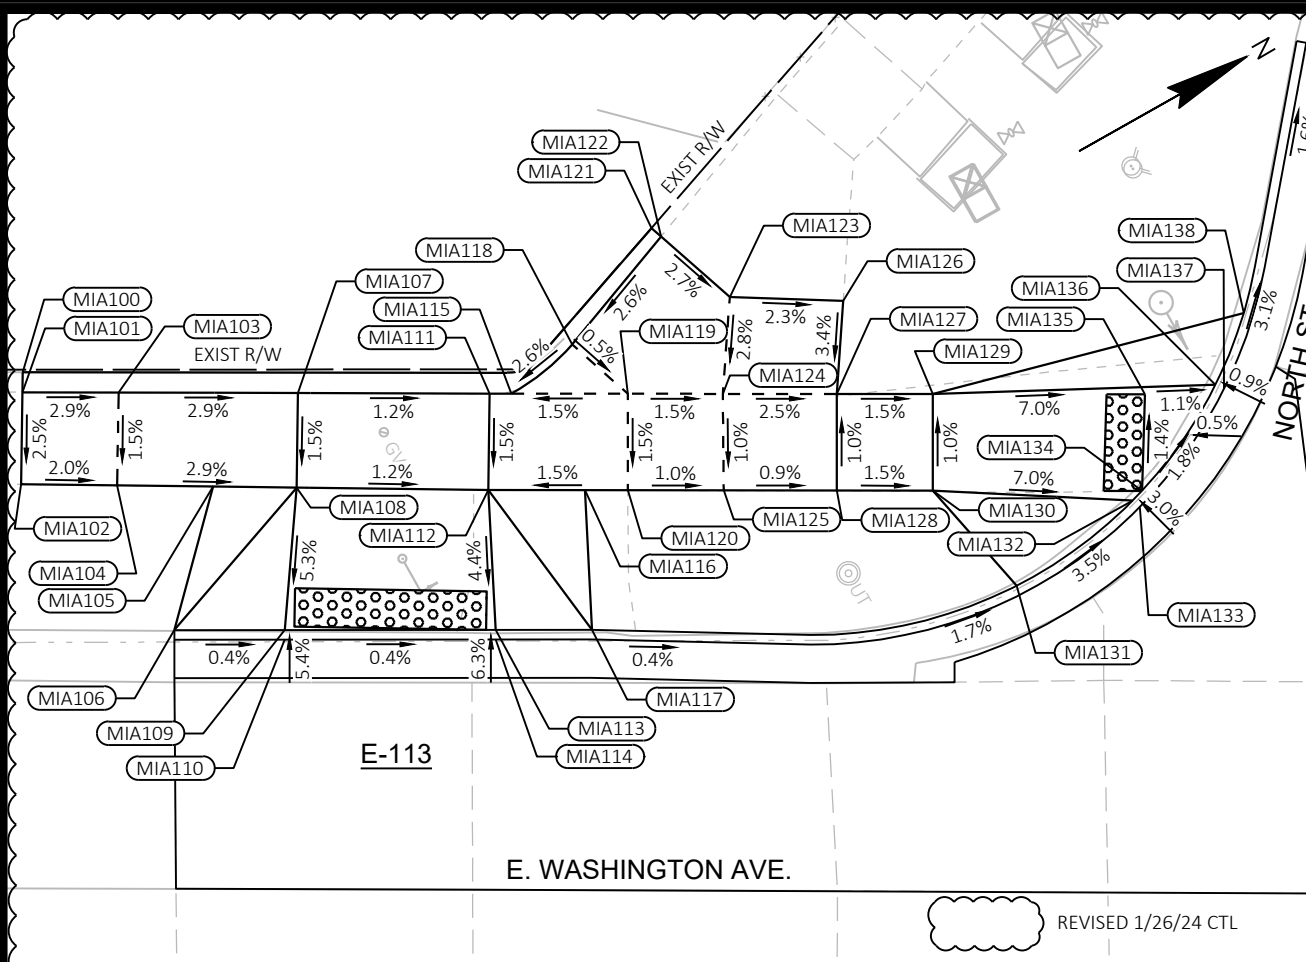 N
1.6%
MIA122
EXIST R/W
MIA121
MIA123
MIA138
MIA118
MIA126
MIA137
MIA107
2.7%
MIA136
MIA100
2.6%
MIA115
2.3%
3.1%
MIA101
MIA103
MIA119
MIA127
MIA135
NORTH ST
MIA111
2.8%
3.4%
EXIST R/W
0.5%
MIA129
2.6%
MIA124
0.9%
2.9%
2.9%
1.2%
1.5%
1.5%
2.5%
1.5%
7.0%
1.1%
0.5%
2.5%
1.5%
1.5%
1.5%
1.5%
1.0%
1.0%
1.0%
1.4%
GV
MIA134
1.8%
2.0%
2.9%
1.2%
1.5%
1.0%
0.9%
1.5%
7.0%
MIA108
MIA130
3.0%
MIA102
MIA112
MIA120
MIA125
MIA128
MIA132
MIA104
5.3%
4.4%
MIA116
3.5%
MIA105
UT
MIA133
1.7%
0.4%
0.4%
0.4%
MIA131
5.4%
6.3%
MIA106
MIA117
MIA109
MIA113
MIA110
E-113
MIA114
E. WASHINGTON AVE.
REVISED 1/26/24 CTL